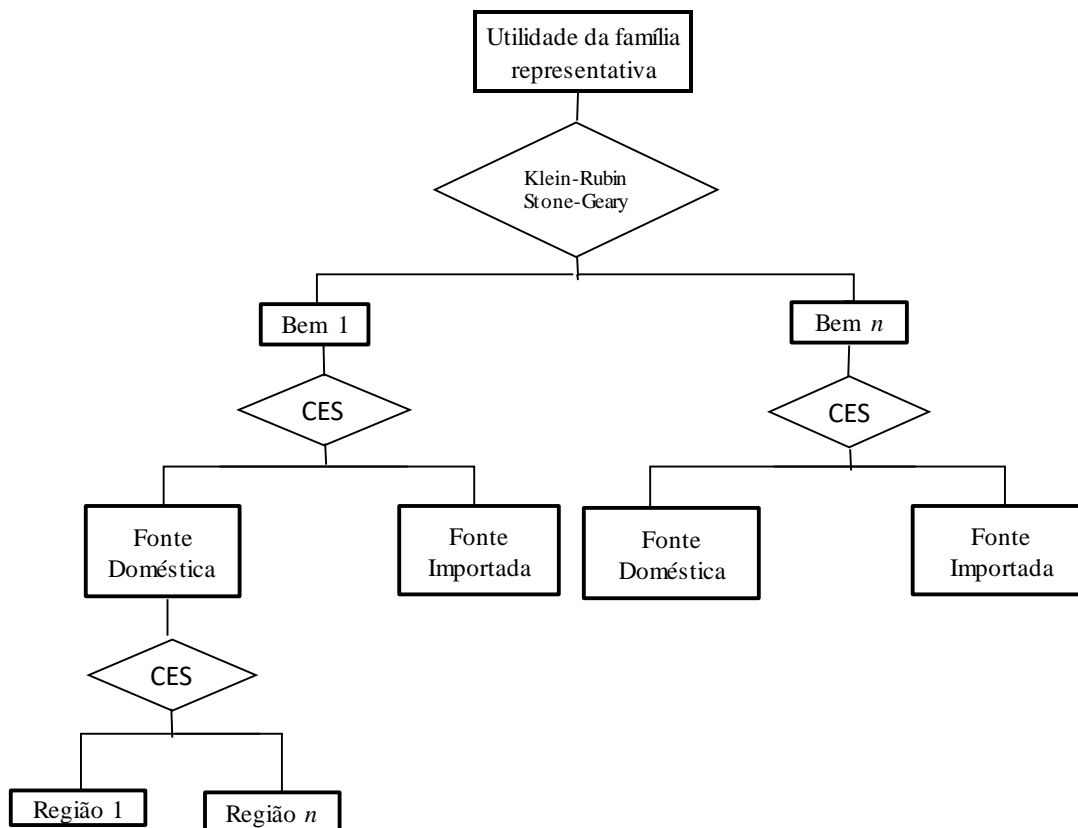 Utilidade da família
representativa
Klein-Rubin
Stone-Geary
Bem 1
Bem n
CES
CES
Fonte
Doméstica
Fonte
Importada
Fonte
Doméstica
Fonte
Importada
CES
Região 1
Região n